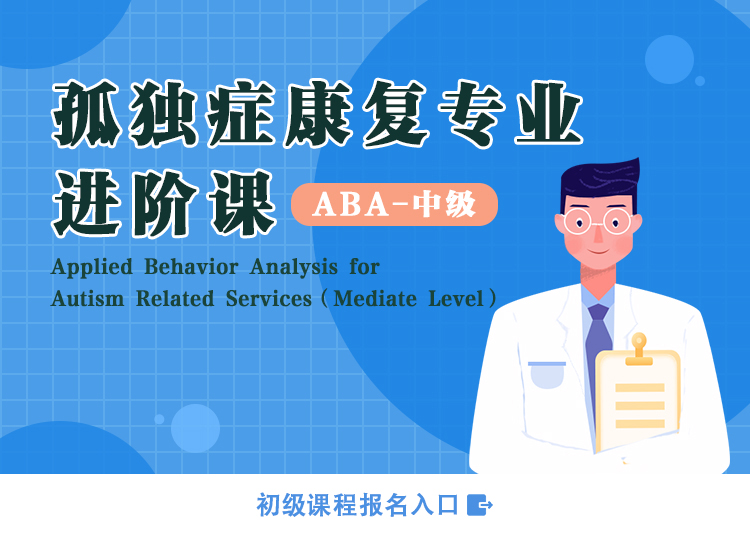 孤独症康复专业
进阶课 ABA-中级
Applied Behavior Analysis for
Autism Related Services（Mediate Level）
初级课程报名入口